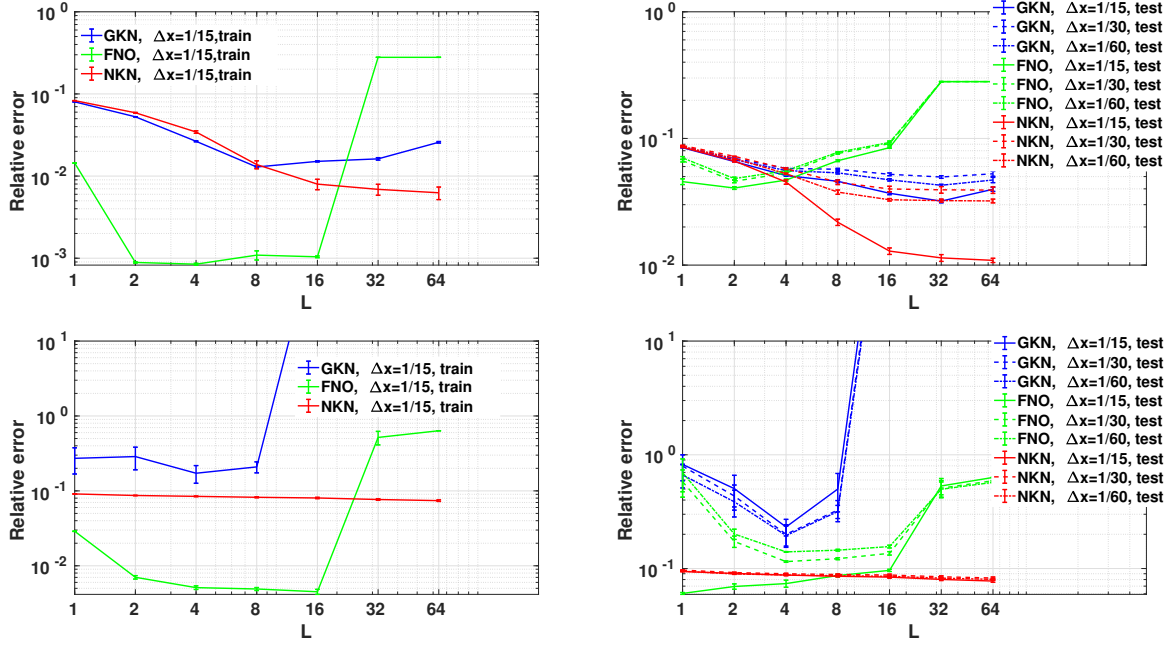 GKN, Δx=1/15,train
FNO, Δx=1/15,train
NKN, Δx=1/15,train
10^0
10^-1
10^-2
10^-3
Relative error
1 2 4 8 16 32 64
L
GKN, Δx=1/15, test
GKN, Δx=1/30, test
GKN, Δx=1/60, test
FNO, Δx=1/15, test
FNO, Δx=1/30, test
FNO, Δx=1/60, test
NKN, Δx=1/15, test
NKN, Δx=1/30, test
NKN, Δx=1/60, test
10^0
10^-1
10^-2
Relative error
1 2 4 8 16 32 64
L
GKN, Δx=1/15, train
FNO, Δx=1/15, train
NKN, Δx=1/15, train
10^1
10^0
10^-1
10^-2
Relative error
1 2 4 8 16 32 64
L
GKN, Δx=1/15, test
GKN, Δx=1/30, test
GKN, Δx=1/60, test
FNO, Δx=1/15, test
FNO, Δx=1/30, test
FNO, Δx=1/60, test
NKN, Δx=1/15, test
NKN, Δx=1/30, test
NKN, Δx=1/60, test
10^1
10^0
10^-1
Relative error
1 2 4 8 16 32 64
L